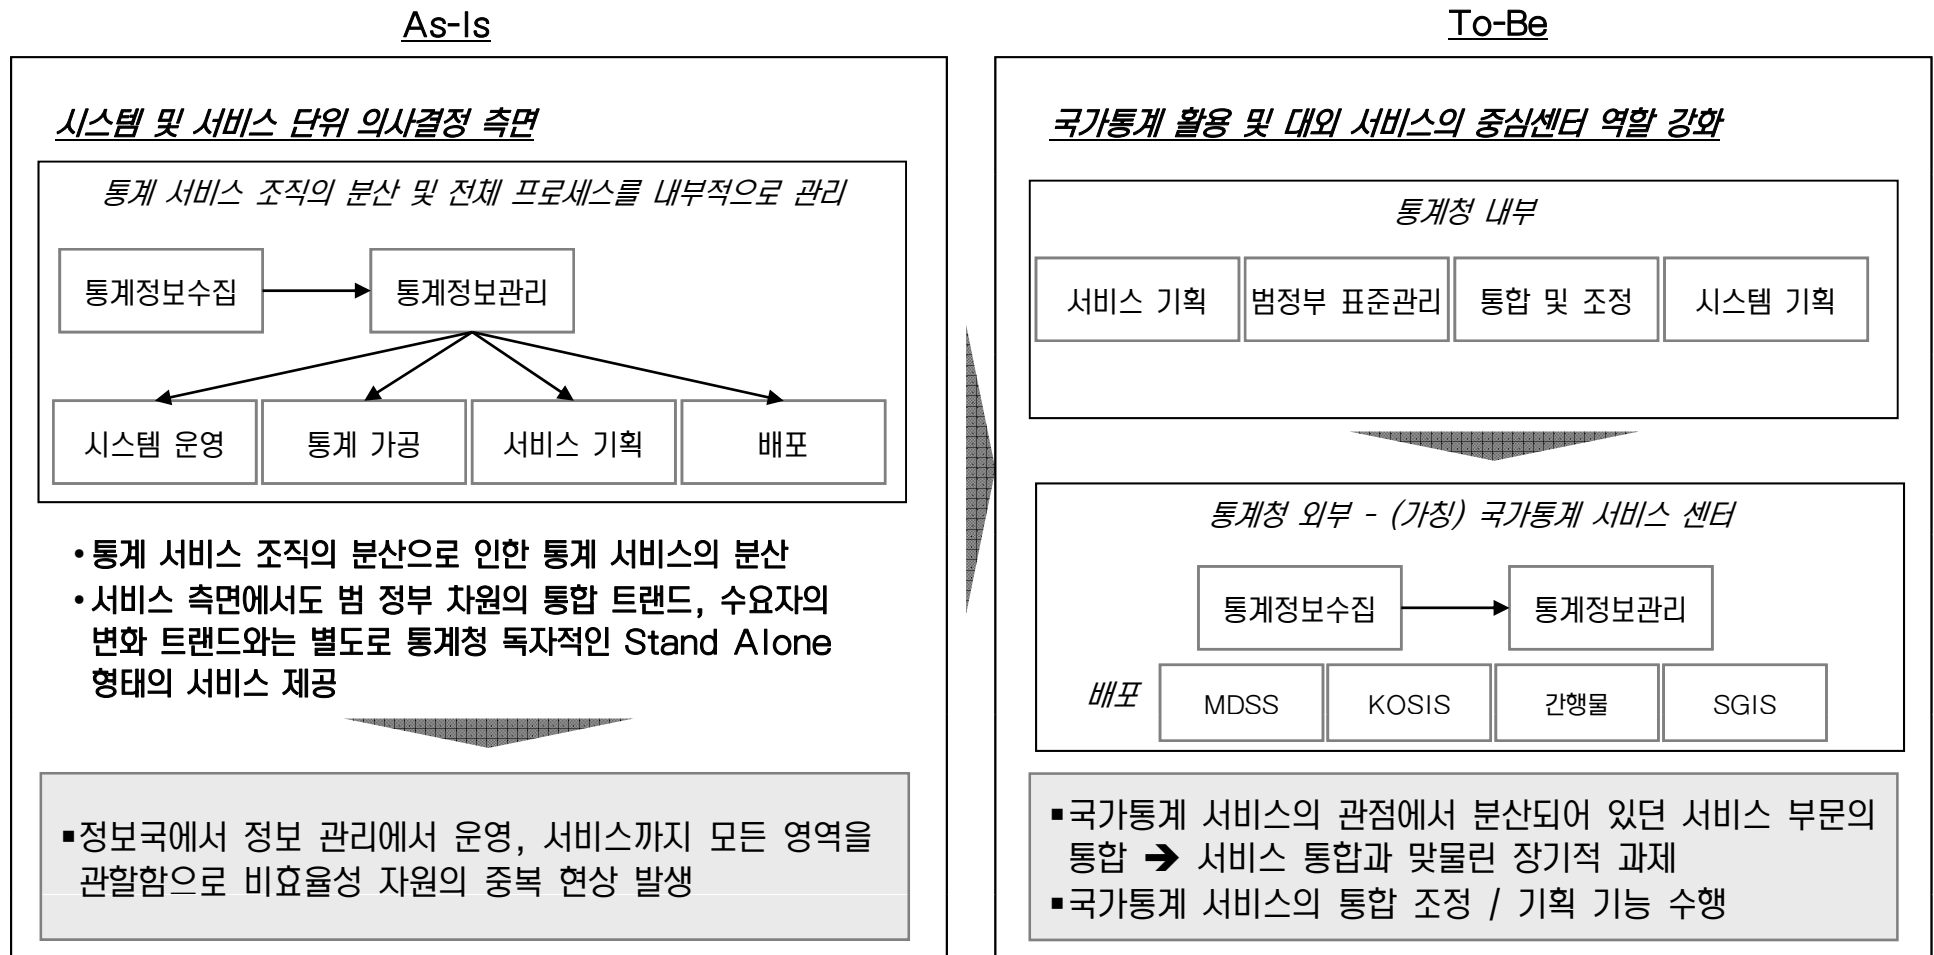 As-Is
시스템 및 서비스 단위 의사결정 측면
통계 서비스 조직의 분산 및 전체 프로세스를 내부적으로 관리
통계정보수집
통계정보관리
시스템 운영
통계 가공
서비스 기획
배포
•통계 서비스 조직의 분산으로 인한 통계 서비스의 분산
•서비스 측면에서도 범 정부 차원의 통합 트랜드, 수요자의
변화 트랜드와는 별도로 통계청 독자적인 Stand Alone
형태의 서비스 제공
▪정보국에서 정보 관리에서 운영, 서비스까지 모든 영역을
관할함으로 비효율성 자원의 중복 현상 발생
To-Be
국가통계 활용 및 대외 서비스의 중심센터 역할 강화
통계청 내부
서비스 기획
범정부 표준관리
통합 및 조정
시스템 기획
통계청 외부 - (가칭) 국가통계 서비스 센터
통계정보수집
통계정보관리
배포
MDSS
KOSIS
간행물
SGIS
▪국가통계 서비스의 관점에서 분산되어 있던 서비스 부문의
통합 ➔ 서비스 통합과 맞물린 장기적 과제
▪국가통계 서비스의 통합 조정 / 기획 기능 수행